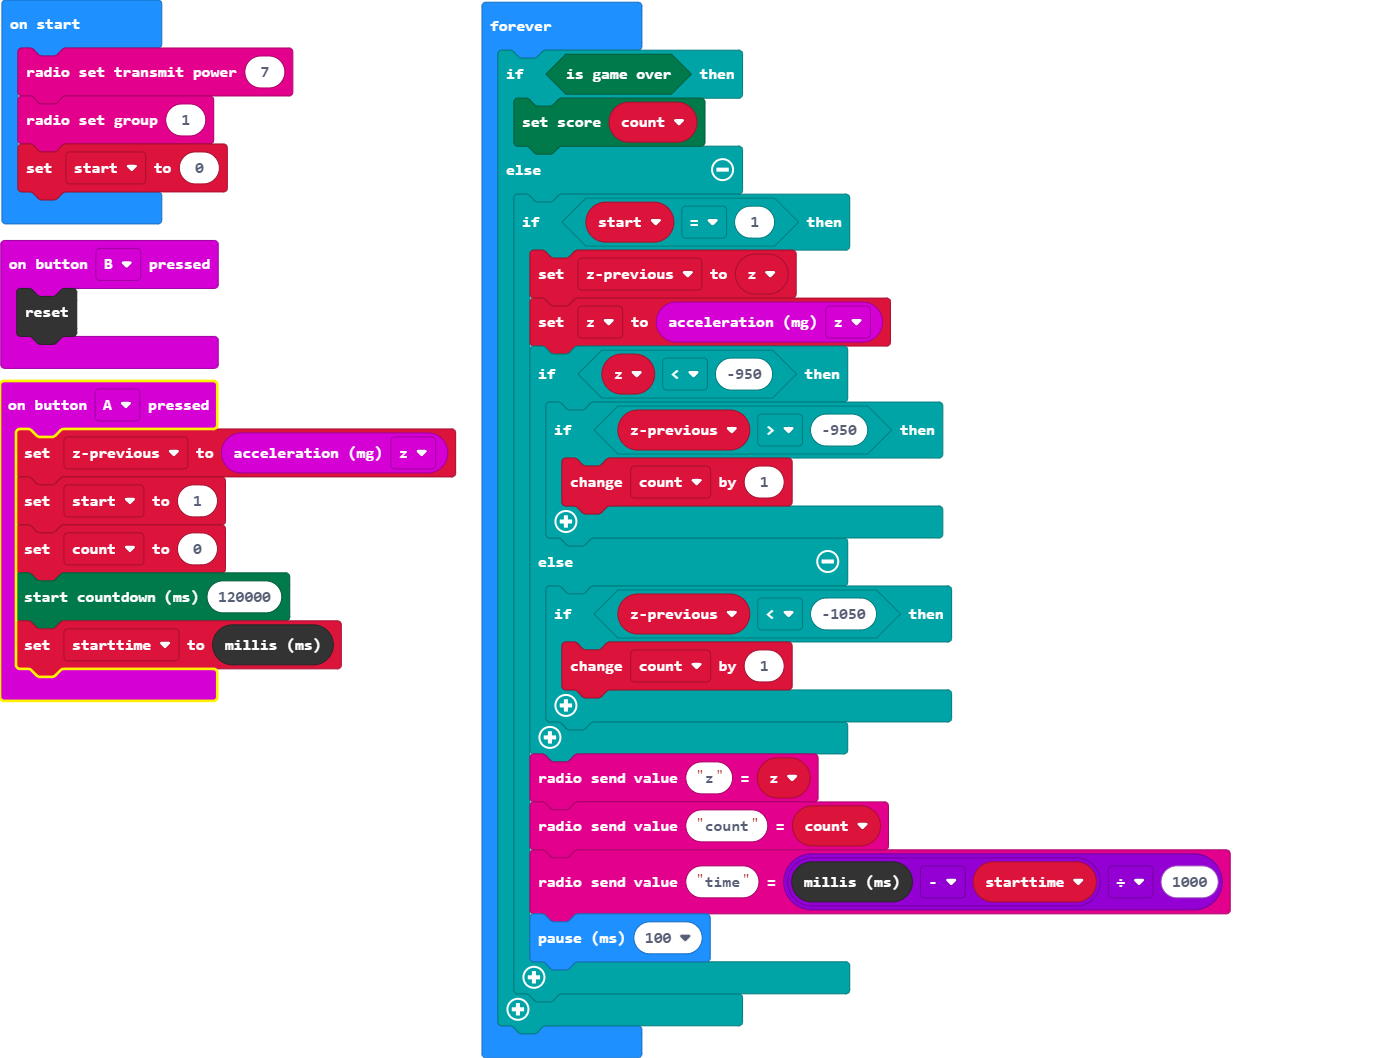 on start
radio set transmit power 7
radio set group 1
set start to 0
on button B pressed
reset
on button A pressed
set z-previous to acceleration (mg) z
set start to 1
set count to 0
start countdown (ms) 120000
set starttime to millis (ms)
forever
if is game over then
set score count
else
if start = 1 then
set z-previous to z
set z to acceleration (mg) z
if z < -950 then
if z-previous > -950 then
change count by 1
else
if z-previous < -1050 then
change count by 1
radio send value "z" = z
radio send value "count" = count
radio send value "time" = millis (ms) - starttime ÷ 1000
pause (ms) 100